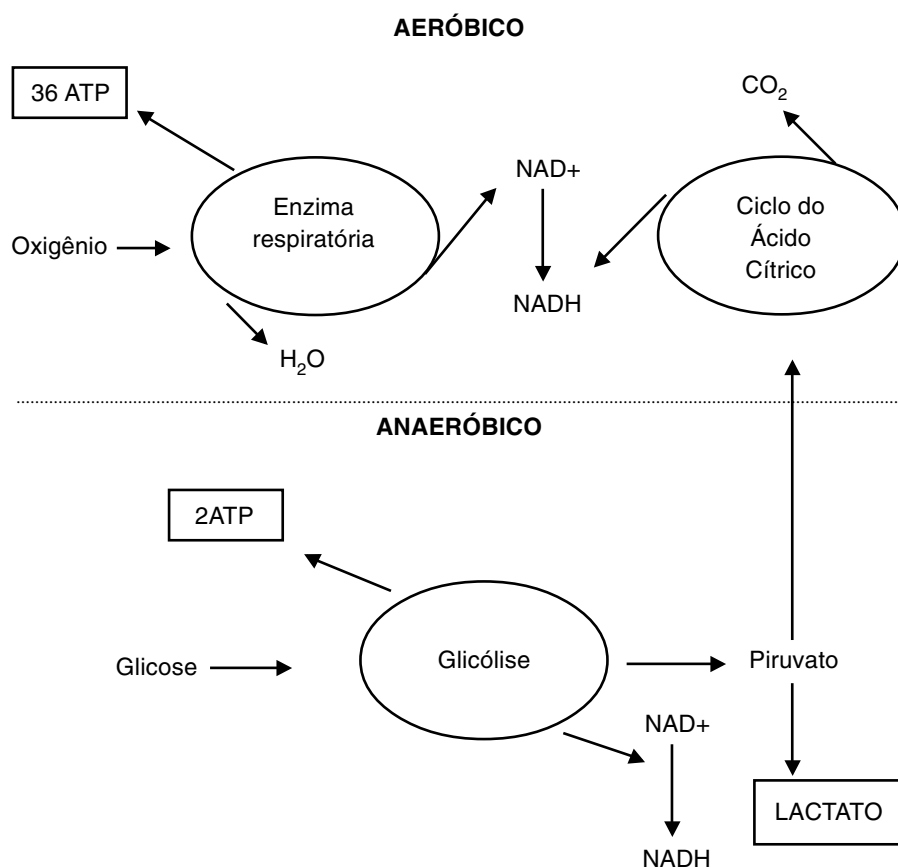 AERÓBICO
36 ATP
CO₂
NAD+
Enzima
respiratória
Ciclo do
Ácido
Cítrico
Oxigênio
NADH
H₂O
ANAERÓBICO
2ATP
Glicose
Glicólise
Piruvato
NAD+
LACTATO
NADH